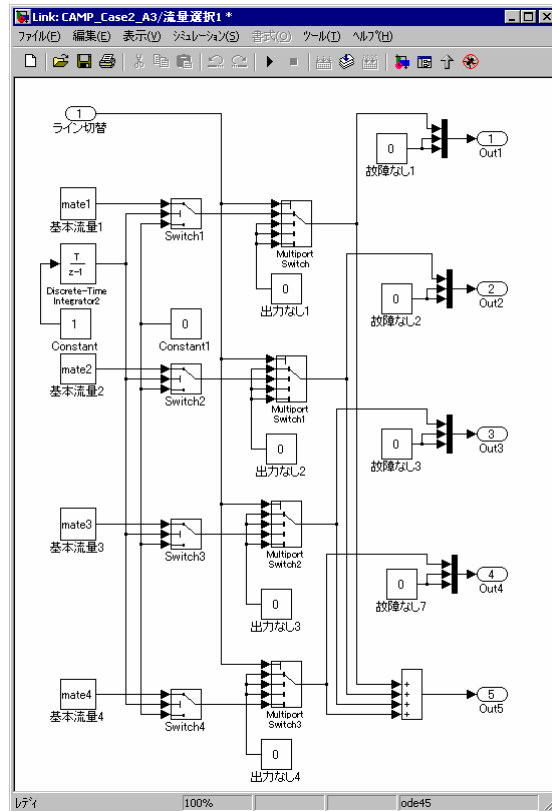 Link: CAMP_Case2_A3/流量選択1 *
ファイル(F) 編集(E) 表示(V) シミュレーション(S) 書式(O) ツール(T) ヘルプ(H)
1
ライン切替
0
故障なし1
1
Out1
mate1
基本流量1
Switch1
Multiport
Switch
T
z-1
Discrete-Time
Integrator2
0
出力なし1
0
故障なし2
2
Out2
1
Constant
0
Constant1
mate2
基本流量2
Switch2
Multiport
Switch1
0
出力なし2
0
故障なし3
3
Out3
mate3
基本流量3
Switch3
Multiport
Switch2
0
出力なし3
0
故障なし7
4
Out4
mate4
基本流量4
Switch4
Multiport
Switch3
0
出力なし4
+
+
+
+
5
Out5
レディ 100% ode45